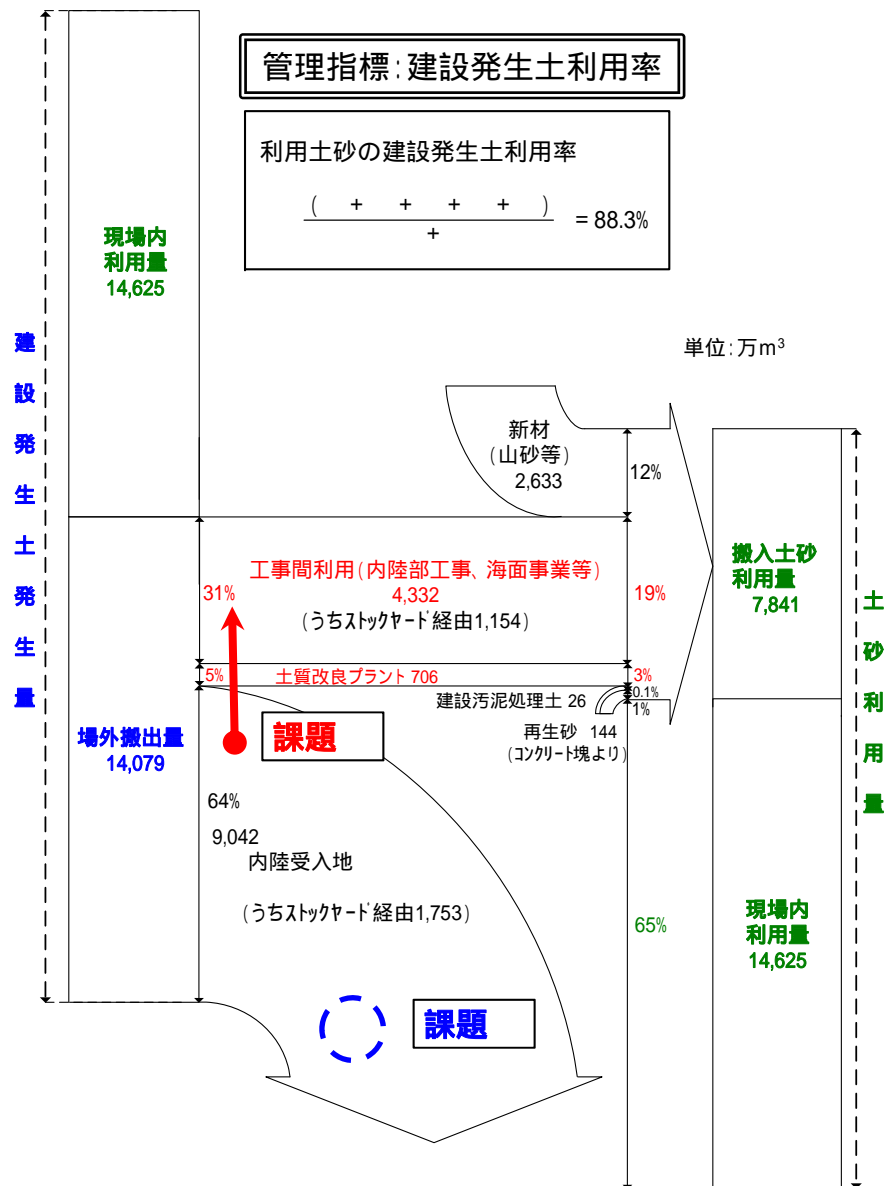 管理指標:建設発生土利用率
利用土砂の建設発生土利用率
( + + + + )
+
= 88.3%
現場内
利用量
14,625
建設発生土発生量
単位:万m³
新材
(山砂等)
2,633
12%
工事間利用(内陸部工事、海面事業等)
31%
4,332
19%
(うちストックヤード経由1,154)
搬入土砂
利用量
7,841
土砂利用量
5%
土質改良プラント 706
3%
建設汚泥処理土 26
0.1%
1%
再生砂 144
(コンクリート塊より)
場外搬出量
14,079
課題
64%
9,042
内陸受入地
(うちストックヤード経由1,753)
65%
現場内
利用量
14,625
課題